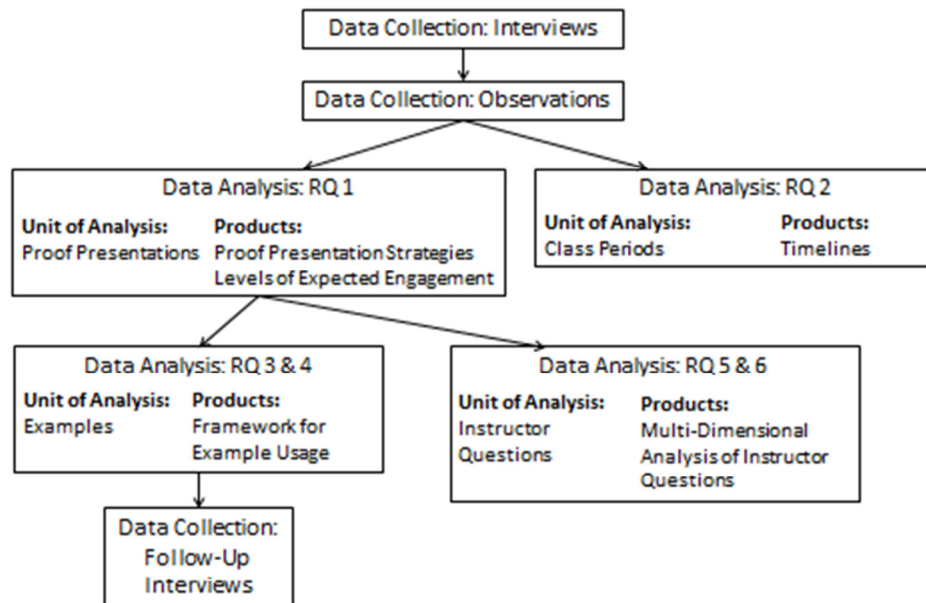 Data Collection: Interviews
Data Collection: Observations
Data Analysis: RQ 1
Unit of Analysis: Products:
Proof Presentations Proof Presentation Strategies
Levels of Expected Engagement
Data Analysis: RQ 2
Unit of Analysis: Products:
Class Periods Timelines
Data Analysis: RQ 3 & 4
Unit of Analysis: Products:
Examples Framework for
Example Usage
Data Analysis: RQ 5 & 6
Unit of Analysis: Products:
Instructor Multi-Dimensional
Questions Analysis of Instructor
Questions
Data Collection:
Follow-Up
Interviews